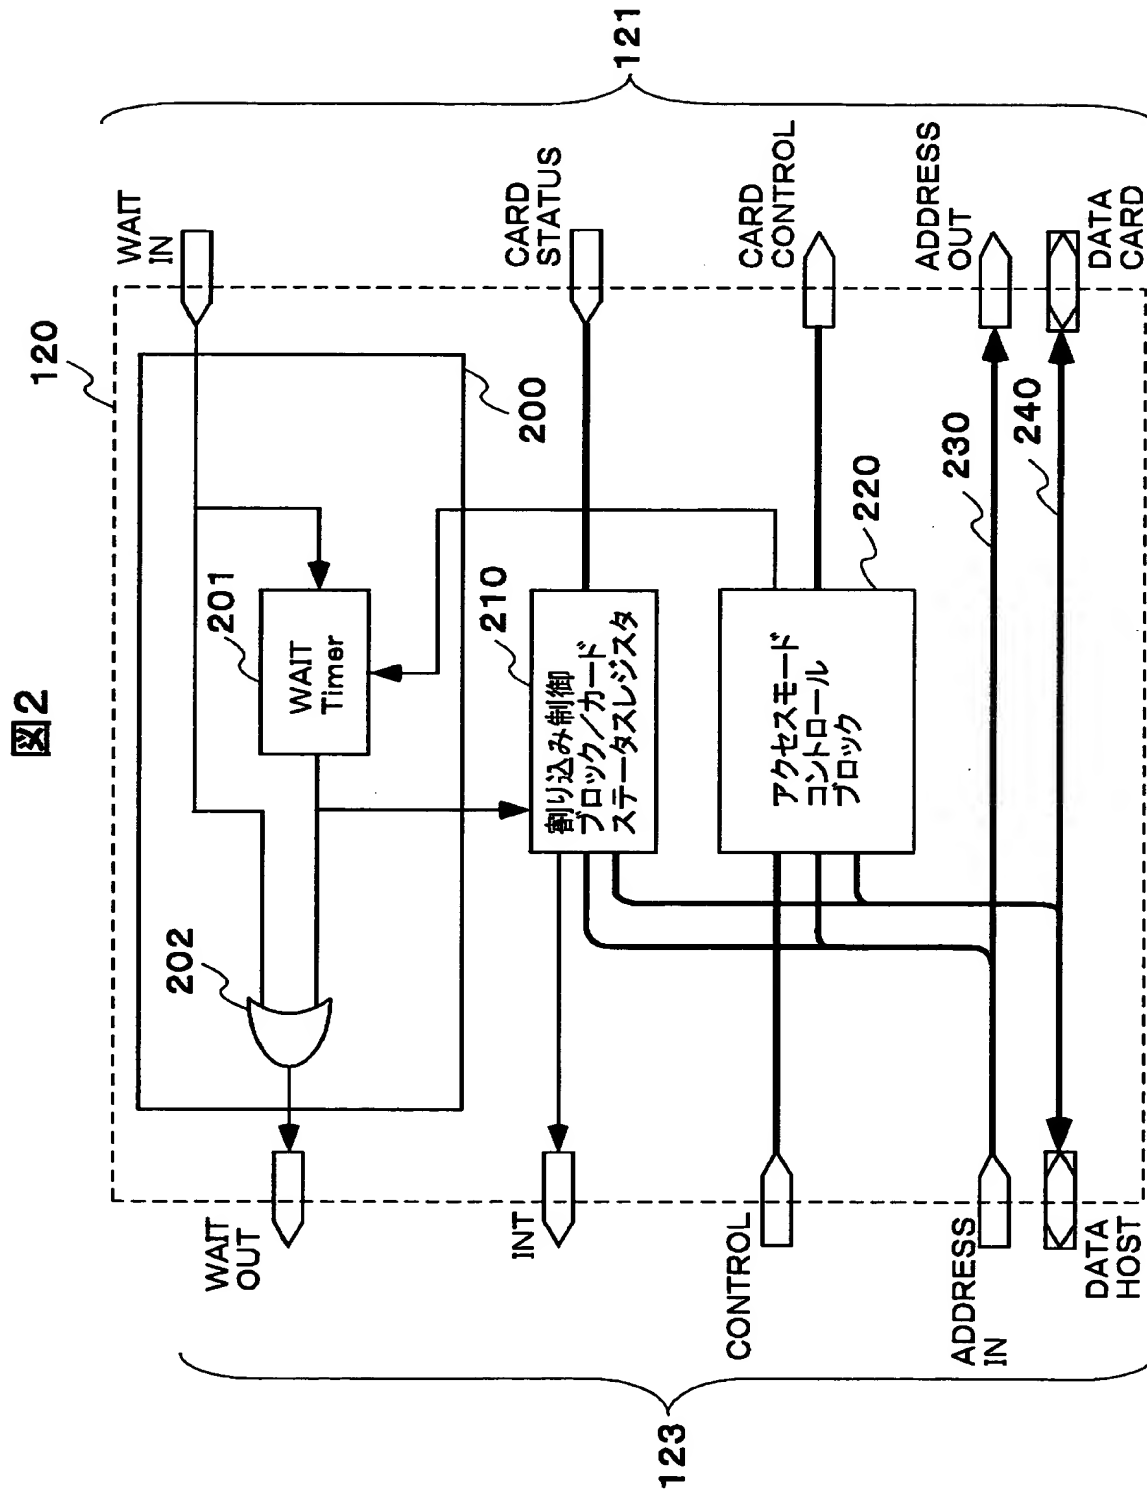 図2
120
WAIT
IN
121
200
201
WAIT
Timer
202
WAIT
OUT
CARD
STATUS
210
割り込み制御
ブロック/カード
ステータスレジスタ
INT
CARD
CONTROL
220
アクセスモード
コントロール
ブロック
CONTROL
ADDRESS
OUT
230
ADDRESS
IN
DATA
CARD
240
DATA
HOST
123